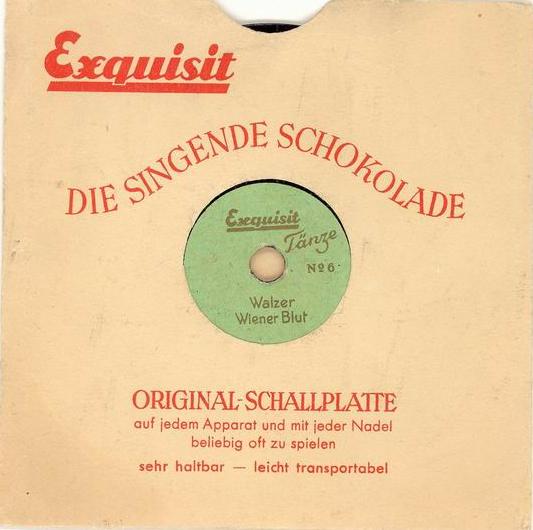 Exquisit
DIE SINGENDE SCHOKOLADE
Exquisit
Tänze
Nº 6
Walzer
Wiener Blut
ORIGINAL-SCHALLPLATTE
auf jedem Apparat und mit jeder Nadel
beliebig oft zu spielen
sehr haltbar — leicht transportabel